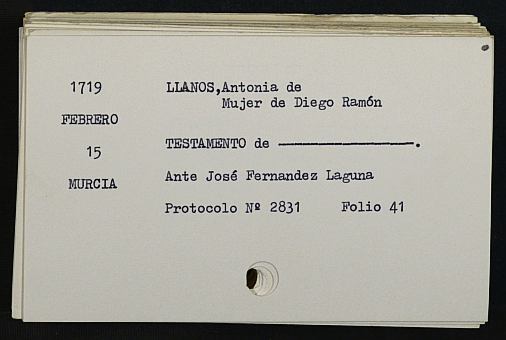 1719 LLANOS,Antonia de
Mujer de Diego Ramón
FEBRERO
15 TESTAMENTO de ————————.
MURCIA Ante José Fernandez Laguna
Protocolo Nº 2831 Folio 41